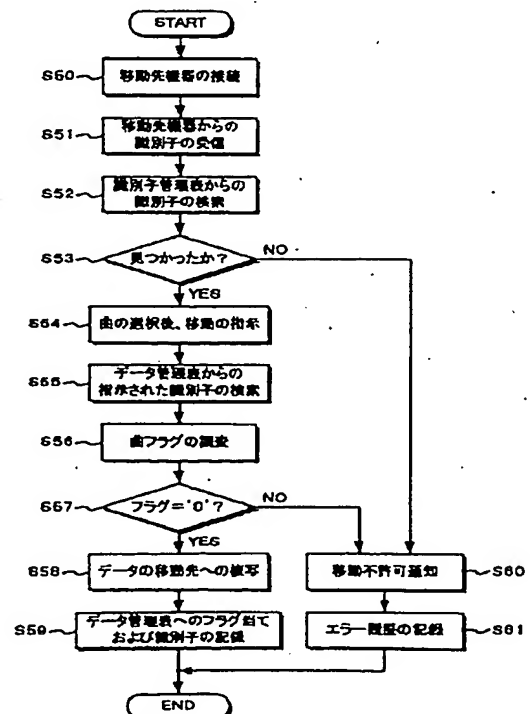 START
S50
移動先機器の接続
S51
移動先機器からの
識別子の受信
S52
識別子管理表からの
識別子の検索
S53
見つかったか?
NO
YES
S54
曲の選択後、移動の指示
S55
データ管理表からの
指示された識別子の検索
S56
曲フラグの調査
S57
フラグ='0'?
NO
YES
S58
データの移動先への複写
移動不許可通知
S60
S59
データ管理表へのフラグ立て
および識別子の記録
エラー履歴の記録
S61
END